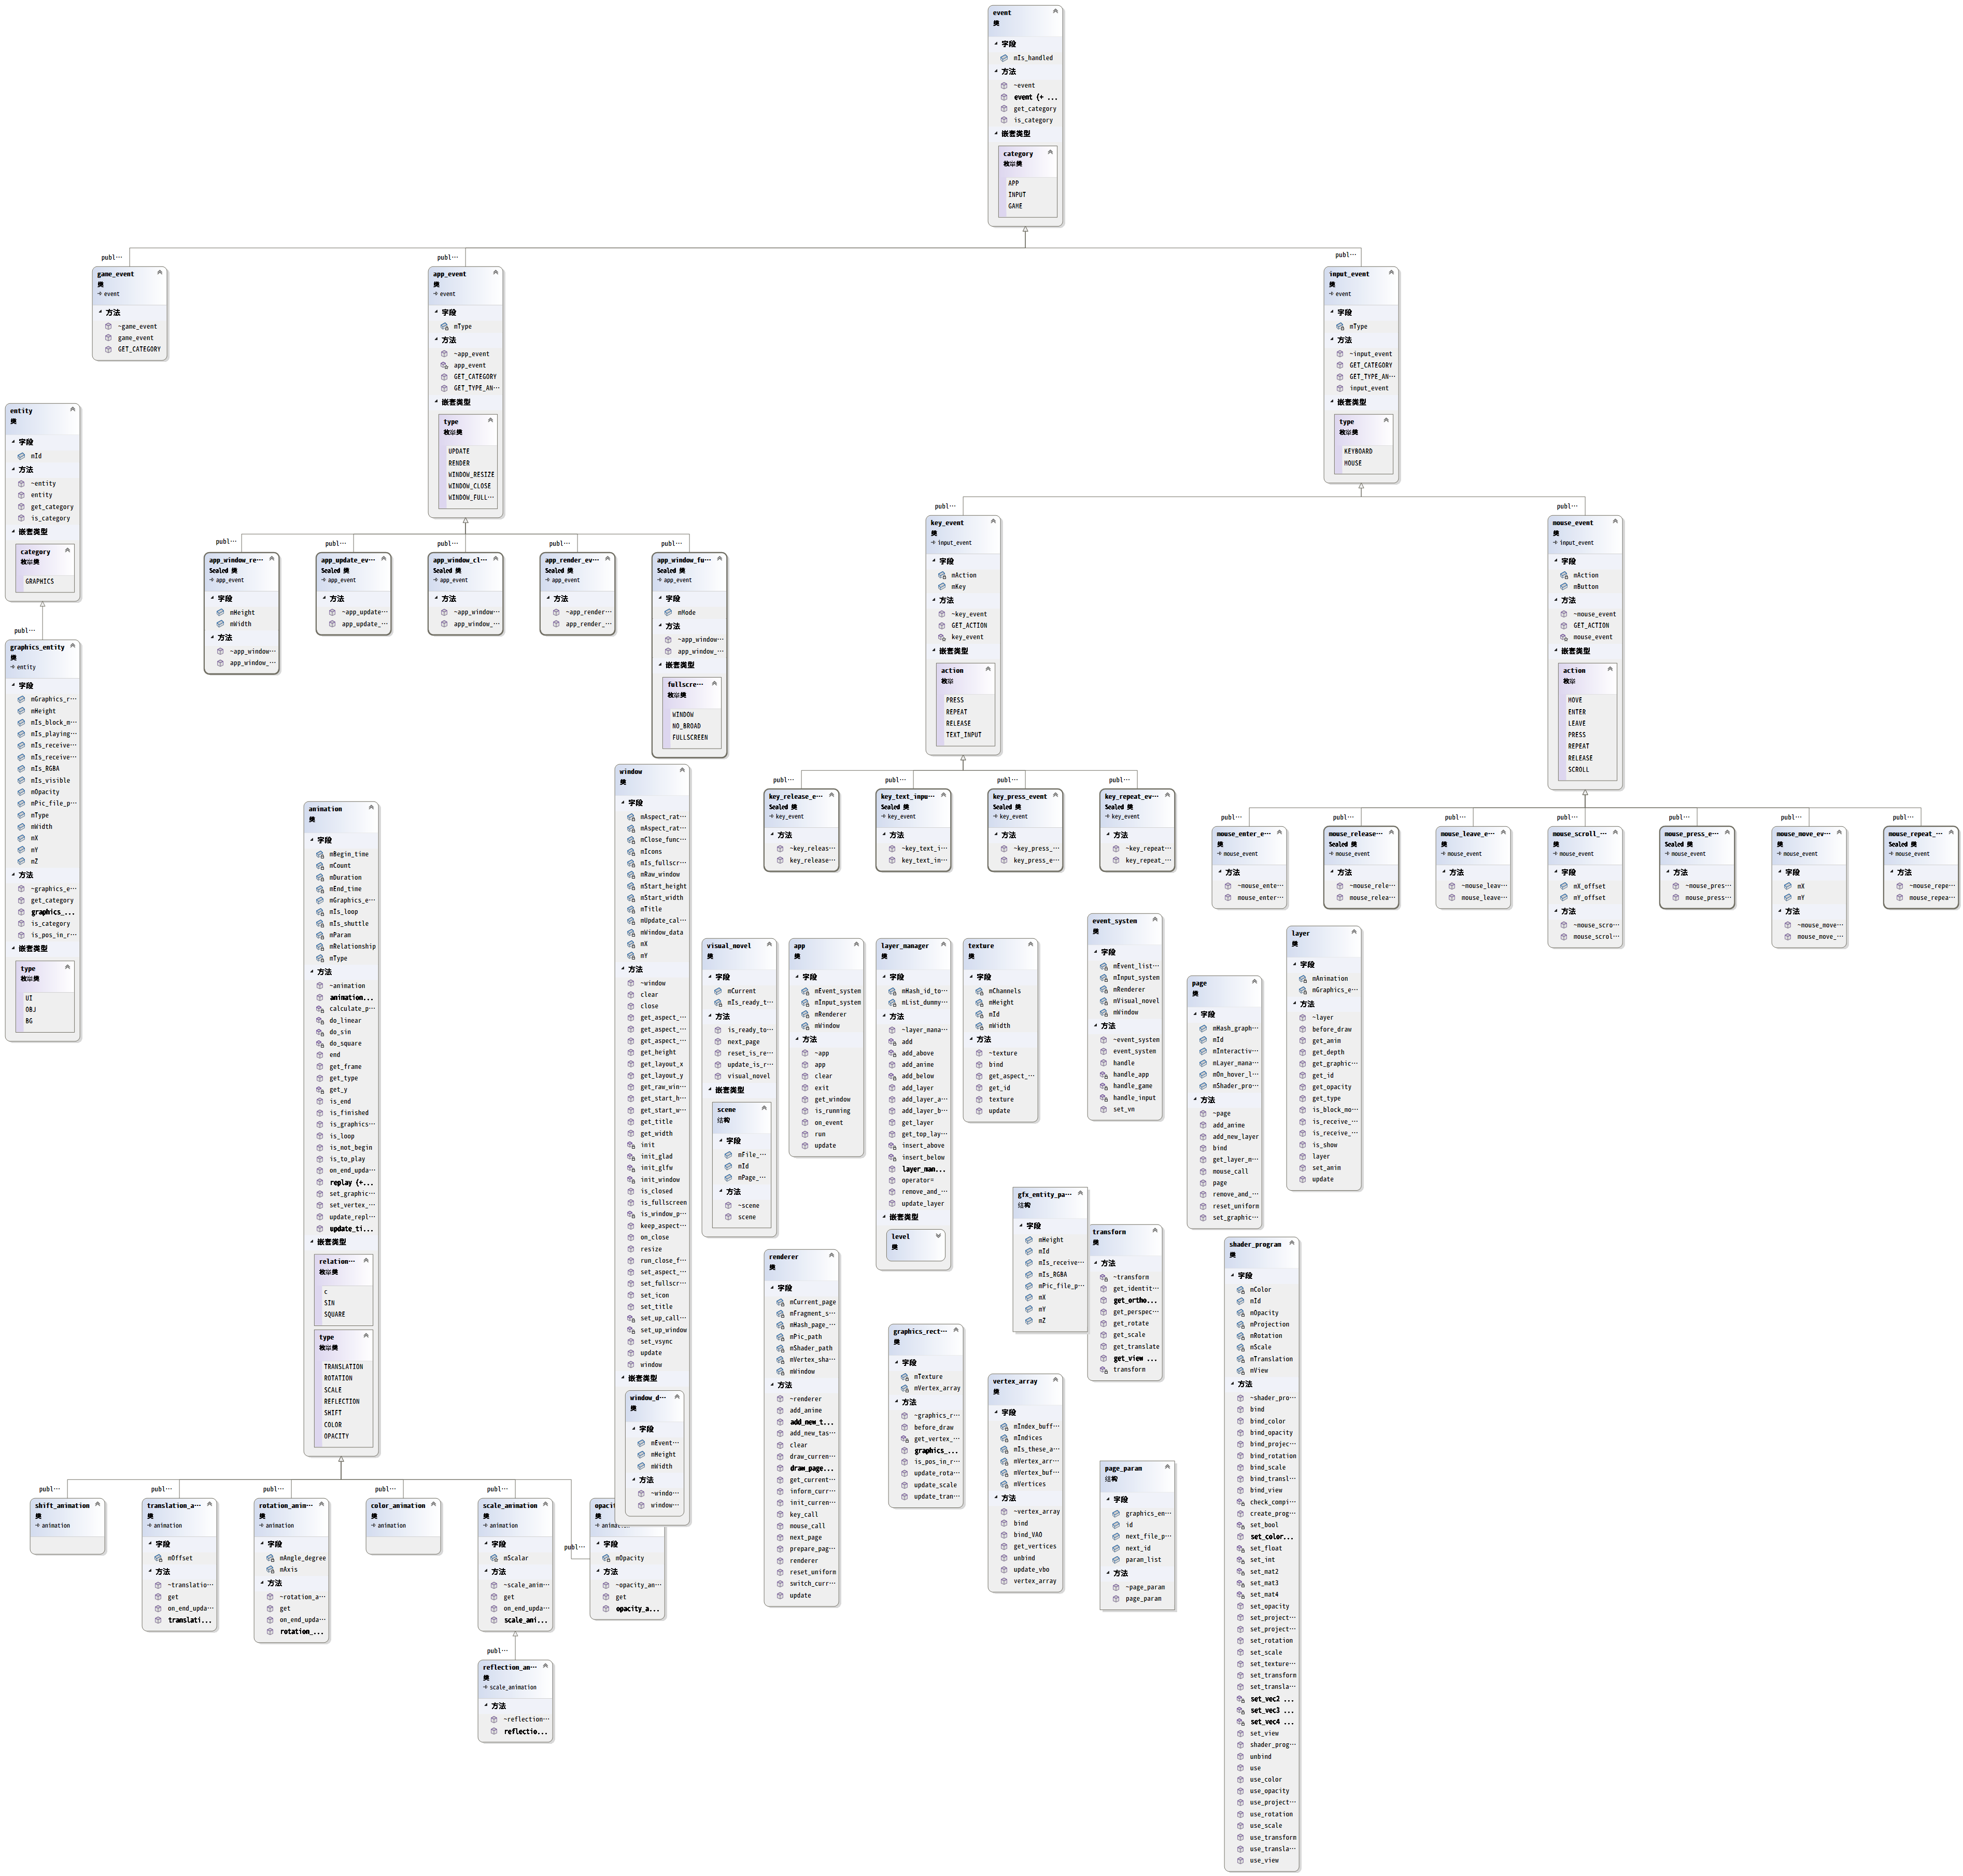 event
类
字段
mIs_handled
方法
~event
event (+ ...
get_category
is_category
嵌套类型
category
枚举类
APP
INPUT
GAME
publ…
publ…
publ…
game_event
类
event
方法
~game_event
game_event
GET_CATEGORY
app_event
类
event
字段
mType
方法
~app_event
app_event
GET_CATEGORY
GET_TYPE_AN…
嵌套类型
type
枚举类
UPDATE
RENDER
WINDOW_RESIZE
WINDOW_CLOSE
WINDOW_FULL…
input_event
类
event
字段
mType
方法
~input_event
GET_CATEGORY
GET_TYPE_AN…
input_event
嵌套类型
type
枚举类
KEYBOARD
MOUSE
entity
类
字段
mId
方法
~entity
entity
get_category
is_category
嵌套类型
category
枚举类
GRAPHICS
publ…
graphics_entity
类
entity
字段
mGraphics_r…
mHeight
mIs_block_m…
mIs_playing…
mIs_receive…
mIs_receive…
mIs_RGBA
mIs_visible
mOpacity
mPic_file_p…
mType
mWidth
mX
mY
mZ
方法
~graphics_e…
get_category
graphics_...
is_category
is_pos_in_r…
嵌套类型
type
枚举类
UI
OBJ
BG
publ…
publ…
publ…
publ…
publ…
app_window_re…
Sealed 类
app_event
字段
mHeight
mWidth
方法
~app_window…
app_window_…
app_update_ev…
Sealed 类
app_event
方法
~app_update…
app_update_…
app_window_cl…
Sealed 类
app_event
方法
~app_window…
app_window_…
app_render_ev…
Sealed 类
app_event
方法
~app_render…
app_render_…
app_window_fu…
Sealed 类
app_event
字段
mMode
方法
~app_window…
app_window_…
嵌套类型
fullscre…
枚举类
WINDOW
NO_BROAD
FULLSCREEN
publ…
publ…
key_event
类
input_event
字段
mAction
mKey
方法
~key_event
GET_ACTION
key_event
嵌套类型
action
枚举类
PRESS
REPEAT
RELEASE
TEXT_INPUT
mouse_event
类
input_event
字段
mAction
mButton
方法
~mouse_event
GET_ACTION
mouse_event
嵌套类型
action
枚举
MOVE
ENTER
LEAVE
PRESS
REPEAT
RELEASE
SCROLL
publ…
publ…
publ…
publ…
key_release_e…
Sealed 类
key_event
方法
~key_releas…
key_release…
key_text_inpu…
Sealed 类
key_event
方法
~key_text_i…
key_text_in…
key_press_event
Sealed 类
key_event
方法
~key_press_…
key_press_e…
key_repeat_ev…
Sealed 类
key_event
方法
~key_repeat…
key_repeat_…
publ…
publ…
publ…
publ…
publ…
publ…
publ…
mouse_enter_e…
类
mouse_event
方法
~mouse_ente…
mouse_enter…
mouse_release…
Sealed 类
mouse_event
方法
~mouse_rele…
mouse_relea…
mouse_leave_e…
类
mouse_event
方法
~mouse_leav…
mouse_leave…
mouse_scroll_…
类
mouse_event
字段
mX_offset
mY_offset
方法
~mouse_scro…
mouse_scrol…
mouse_press_e…
Sealed 类
mouse_event
方法
~mouse_pres…
mouse_press…
mouse_move_ev…
类
mouse_event
字段
mX
mY
方法
~mouse_move…
mouse_move_…
mouse_repeat_…
Sealed 类
mouse_event
方法
~mouse_repe…
mouse_repea…
animation
类
字段
mBegin_time
mCount
mDuration
mEnd_time
mGraphics_e…
mIs_loop
mIs_shuttle
mParam
mRelationship
mType
方法
~animation
animation...
calculate_p…
do_linear
do_sin
do_square
end
get_frame
get_type
get_y
is_end
is_finished
is_graphics…
is_loop
is_not_begin
is_to_play
on_end_upda…
replay (+...
set_graphic…
set_vertex_…
update_repl…
update_ti...
嵌套类型
relation…
枚举类
c
SIN
SQUARE
type
枚举类
TRANSLATION
ROTATION
SCALE
REFLECTION
SHIFT
COLOR
OPACITY
window
类
字段
mAspect_rat…
mAspect_rat…
mClose_func…
mIcons
mIs_fullscr…
mRaw_window
mStart_height
mStart_width
mTitle
mUpdate_cal…
mWindow_data
mX
mY
方法
~window
clear
close
get_aspect_…
get_aspect_…
get_aspect_…
get_height
get_layout_x
get_layout_y
get_raw_win…
get_start_h…
get_start_w…
get_title
get_width
init
init_glad
init_glfw
init_window
is_closed
is_fullscreen
is_window_p…
keep_aspect…
on_close
resize
run_close_f…
set_aspect_…
set_fullscr…
set_icon
set_title
set_up_call…
set_up_window
set_vsync
update
window
嵌套类型
window_d…
类
字段
mEvent…
mHeight
mWidth
方法
~windo…
window…
visual_novel
类
字段
mCurrent
mIs_ready_t…
方法
is_ready_to…
next_page
reset_is_re…
update_is_r…
visual_novel
嵌套类型
scene
结构
字段
mFile_…
mId
mPage_…
方法
~scene
scene
app
类
字段
mEvent_system
mInput_system
mRenderer
mWindow
方法
~app
app
clear
exit
get_window
is_running
on_event
run
update
layer_manager
类
字段
mHash_id_to…
mList_dummy…
方法
~layer_mana…
add
add_above
add_anime
add_below
add_layer
add_layer_a…
add_layer_b…
get_layer
get_top_lay…
insert_above
insert_below
layer_man...
operator=
remove_and_…
update_layer
嵌套类型
level
类
texture
类
字段
mChannels
mHeight
mId
mWidth
方法
~texture
bind
get_aspect_…
get_id
texture
update
event_system
类
字段
mEvent_list…
mInput_system
mRenderer
mVisual_novel
mWindow
方法
~event_system
event_system
handle
handle_app
handle_game
handle_input
set_vn
page
类
字段
mHash_graph…
mId
mInteractiv…
mLayer_mana…
mOn_hover_l…
mShader_pro…
方法
~page
add_anime
add_new_layer
bind
get_layer_m…
mouse_call
page
remove_and_…
reset_uniform
set_graphic…
layer
类
字段
mAnimation
mGraphics_e…
方法
~layer
before_draw
get_anim
get_depth
get_graphic…
get_id
get_opacity
get_type
is_block_mo…
is_receive_…
is_receive_…
is_show
layer
set_anim
update
gfx_entity_pa…
结构
字段
mHeight
mId
mIs_receive…
mIs_RGBA
mPic_file_p…
mX
mY
mZ
transform
类
方法
~transform
get_identit…
get_ortho...
get_perspec…
get_rotate
get_scale
get_translate
get_view ...
transform
renderer
类
字段
mCurrent_page
mFragment_s…
mHash_page_…
mPic_path
mShader_path
mVertex_sha…
mWindow
方法
~renderer
add_anime
add_new_t...
add_new_tas…
clear
draw_curren…
draw_page...
get_current…
inform_curr…
init_curren…
key_call
mouse_call
next_page
prepare_pag…
renderer
reset_uniform
switch_curr…
update
graphics_rect…
类
字段
mTexture
mVertex_array
方法
~graphics_r…
before_draw
get_vertex_…
graphics_...
is_pos_in_r…
update_rota…
update_scale
update_tran…
vertex_array
类
字段
mIndex_buff…
mIndices
mIs_these_a…
mVertex_arr…
mVertex_buf…
mVertices
方法
~vertex_array
bind
bind_VAO
get_vertices
unbind
update_vbo
vertex_array
page_param
结构
字段
graphics_en…
id
next_file_p…
next_id
param_list
方法
~page_param
page_param
shader_program
类
字段
mColor
mId
mOpacity
mProjection
mRotation
mScale
mTranslation
mView
方法
~shader_pro…
bind
bind_color
bind_opacity
bind_projec…
bind_rotation
bind_scale
bind_transl…
bind_view
check_compi…
create_prog…
set_bool
set_color...
set_float
set_int
set_mat2
set_mat3
set_mat4
set_opacity
set_project…
set_project…
set_rotation
set_scale
set_texture…
set_transform
set_transla…
set_vec2 ...
set_vec3 ...
set_vec4 ...
set_view
shader_prog…
unbind
use
use_color
use_opacity
use_project…
use_rotation
use_scale
use_transform
use_transla…
use_view
publ…
publ…
publ…
publ…
publ…
publ…
shift_animation
类
animation
translation_a…
类
animation
字段
mOffset
方法
~translatio…
get
on_end_upda…
translati...
rotation_anim…
类
animation
字段
mAngle_degree
mAxis
方法
~rotation_a…
get
on_end_upda…
rotation_...
color_animation
类
animation
scale_animation
类
animation
字段
mScalar
方法
~scale_anim…
get
on_end_upda…
scale_ani...
opaci
类
字段
mOpacity
方法
~opacity_an…
get
opacity_a...
publ…
reflection_an…
类
scale_animation
方法
~reflection…
reflectio...